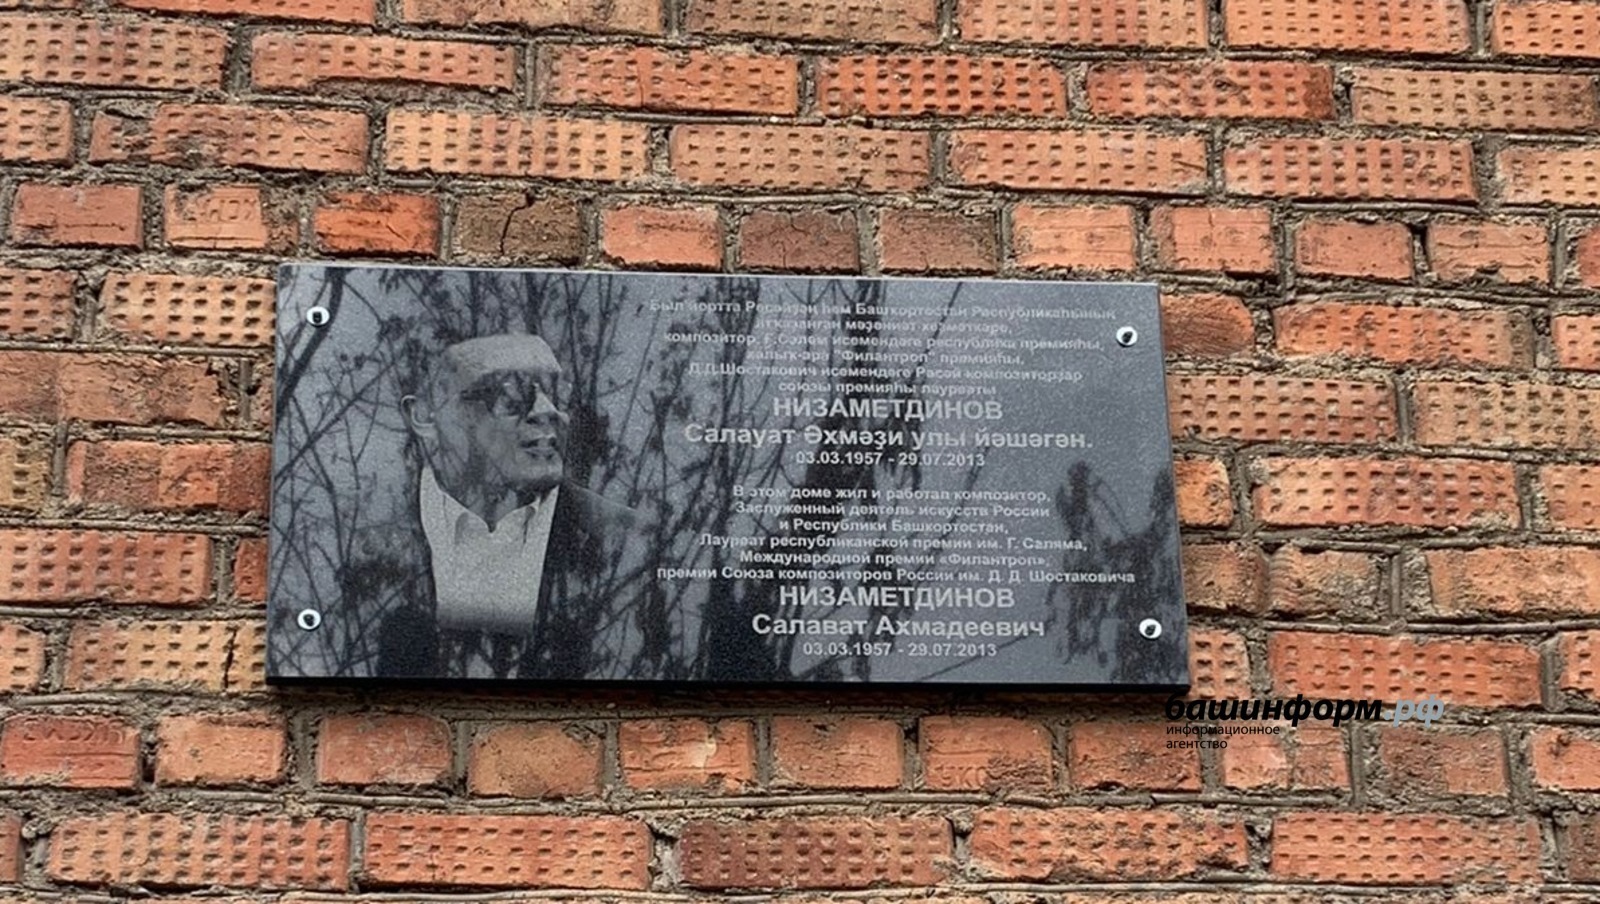 Был йортта Рәсәйҙең һәм Башҡортостан Республикаһының
атҡаҙанған мәҙәниәт хеҙмәткәре,
композитор, Ғ.Сәләм исемендәге республика премияһы,
халыҡ-ара "Филантроп" премияһы,
Д.Д.Шостакович исемендәге Рәсәй композиторҙар
союзы премияһы лауреаты
НИЗАМЕТДИНОВ
Салауат Әхмәҙи улы йәшәгән.
03.03.1957 - 29.07.2013
В этом доме жил и работал композитор,
Заслуженный деятель искусств России
и Республики Башкортостан,
Лауреат республиканской премии им. Г. Саляма,
Международной премии «Филантроп»,
премии Союза композиторов России им. Д. Д. Шостаковича
НИЗАМЕТДИНОВ
Салават Ахмадеевич
03.03.1957 - 29.07.2013
башинформ.рф
информационное
агентство